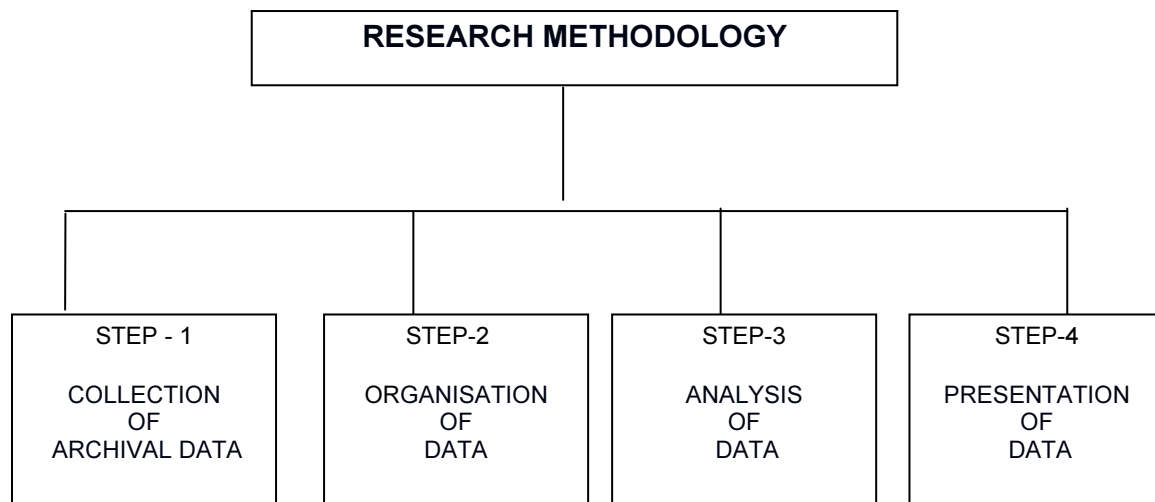 RESEARCH METHODOLOGY
STEP - 1
COLLECTION
OF
ARCHIVAL DATA
STEP-2
ORGANISATION
OF
DATA
STEP-3
ANALYSIS
OF
DATA
STEP-4
PRESENTATION
OF
DATA